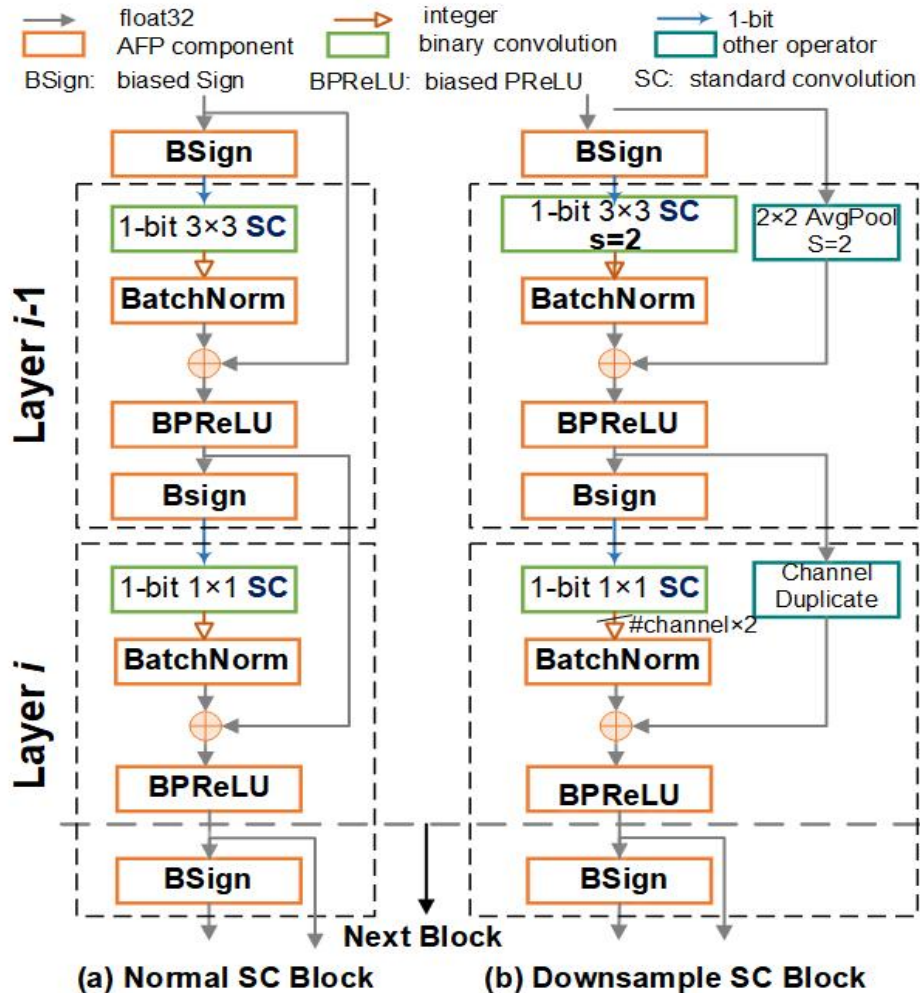 float32 integer 1-bit
AFP component binary convolution other operator
BSign: biased Sign BPReLU: biased PReLU SC: standard convolution
Layer i-1
BSign
1-bit 3×3 SC
BatchNorm
BPReLU
Bsign
Layer i
1-bit 1×1 SC
BatchNorm
BPReLU
BSign
BSign
1-bit 3×3 SC
s=2
2×2 AvgPool
S=2
BatchNorm
BPReLU
Bsign
1-bit 1×1 SC
#channel×2
Channel
Duplicate
BatchNorm
BPReLU
BSign
Next Block
(a) Normal SC Block (b) Downsample SC Block